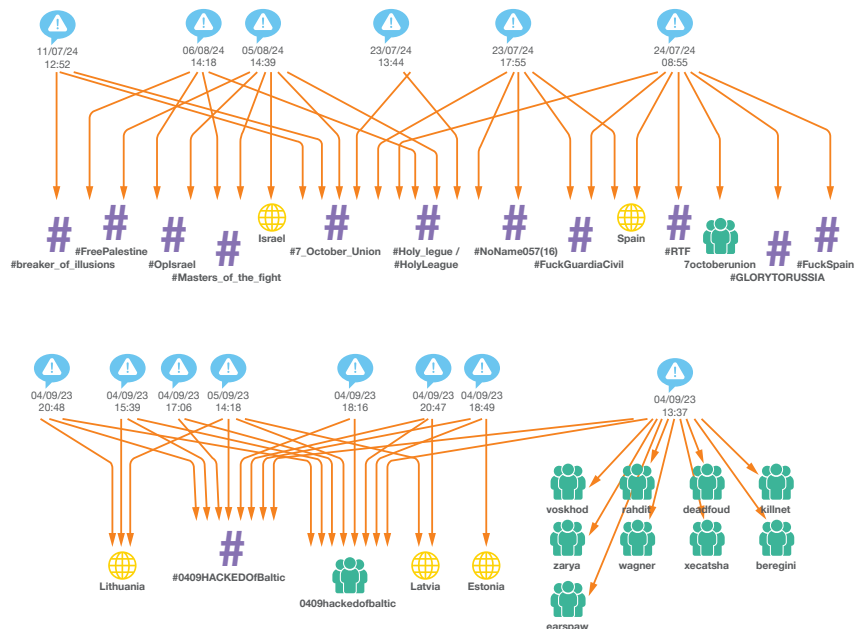 11/07/24
12:52
06/08/24
14:18
05/08/24
14:39
23/07/24
13:44
23/07/24
17:55
24/07/24
08:55
#breaker_of_illusions
#FreePalestine
#OpIsrael
#Masters_of_the_fight
Israel
#7_October_Union
#Holy_legue /
#HolyLeague
#NoName057(16)
#FuckGuardiaCivil
Spain
#RTF
7octoberunion
#GLORYTORUSSIA
#FuckSpain
04/09/23
20:48
04/09/23
15:39
04/09/23
17:06
05/09/23
14:18
04/09/23
18:16
04/09/23
20:47
04/09/23
18:49
04/09/23
13:37
voskhod
rahdit
deadfoud
killnet
zarya
wagner
xecatsha
beregini
earspaw
Lithuania
#0409HACKEDOfBaltic
0409hackedofbaltic
Latvia
Estonia